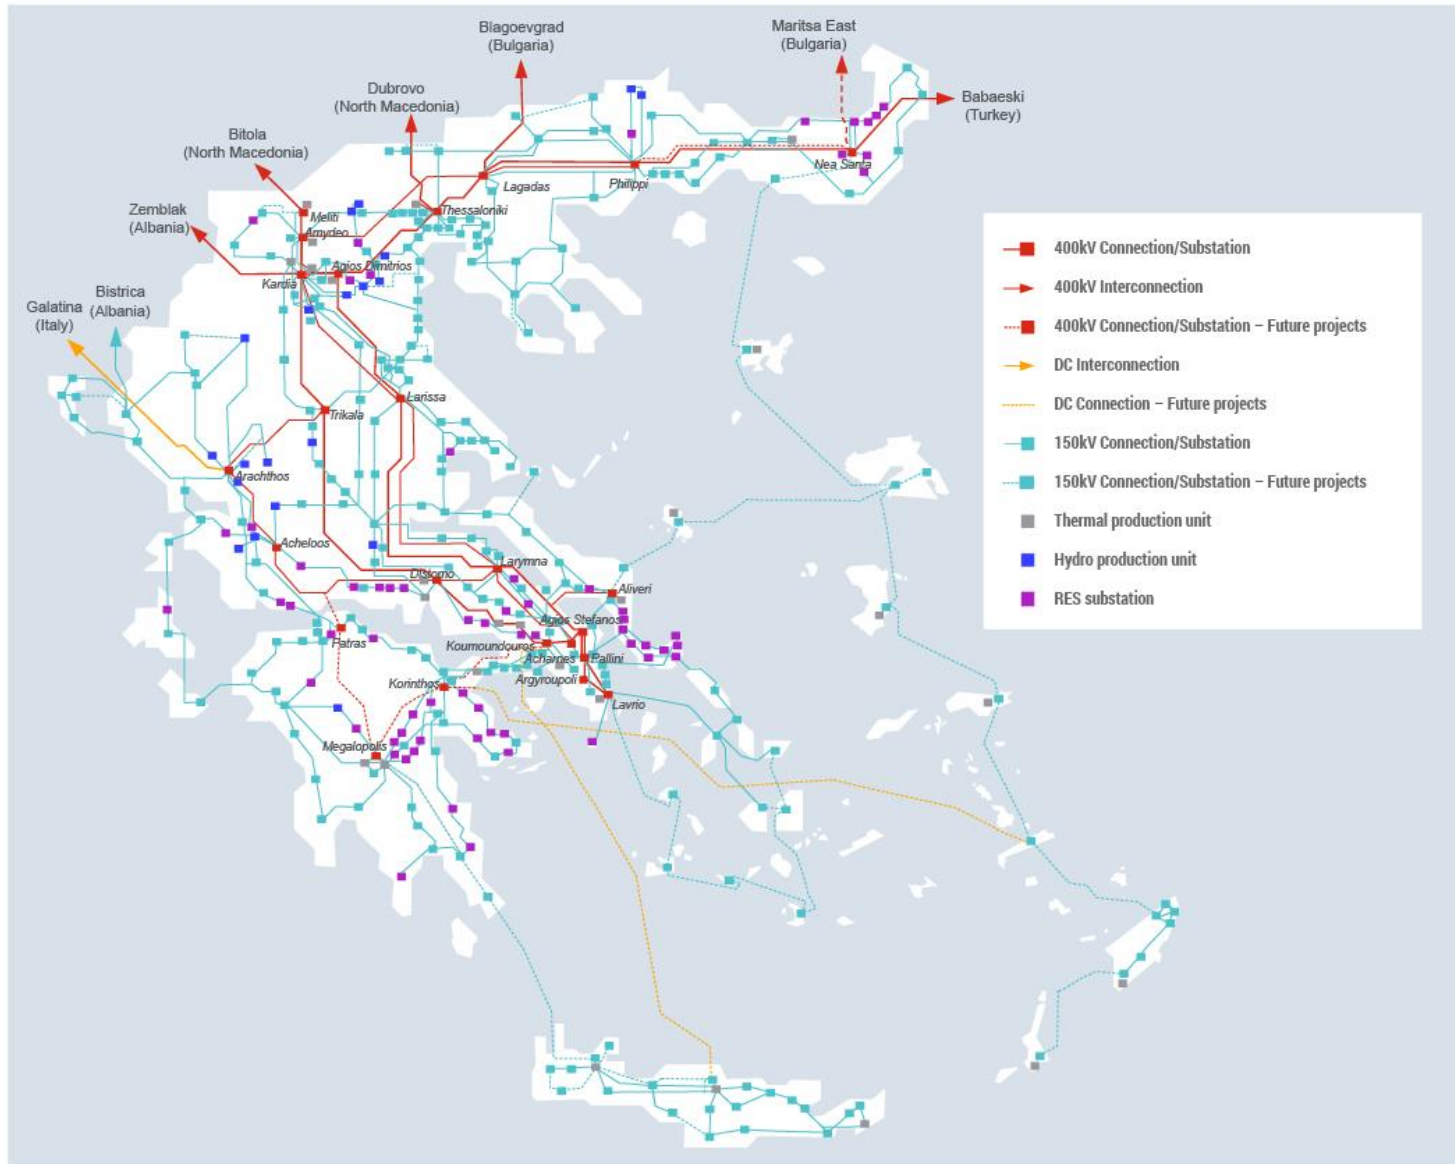 Blagoevgrad
(Bulgaria)
Maritsa East
(Bulgaria)
Dubrovo
(North Macedonia)
Babaeski
(Turkey)
Bitola
(North Macedonia)
Nea Santa
Philippi
Lagadas
Zemblak
(Albania)
Meliti
Thessaloniki
Amydeo
Agios Dimitrios
Kardia
Galatina
(Italy)
Bistrica
(Albania)
Larissa
Trikala
Arachthos
Acheloos
Larymna
Distomo
Aliveri
Agios Stefanos
Patras
Koumoundouros
Acharnes
Pallini
Argyroupoli
Korinthos
Lavrio
Megalopolis
400kV Connection/Substation
400kV Interconnection
400kV Connection/Substation – Future projects
DC Interconnection
DC Connection – Future projects
150kV Connection/Substation
150kV Connection/Substation – Future projects
Thermal production unit
Hydro production unit
RES substation